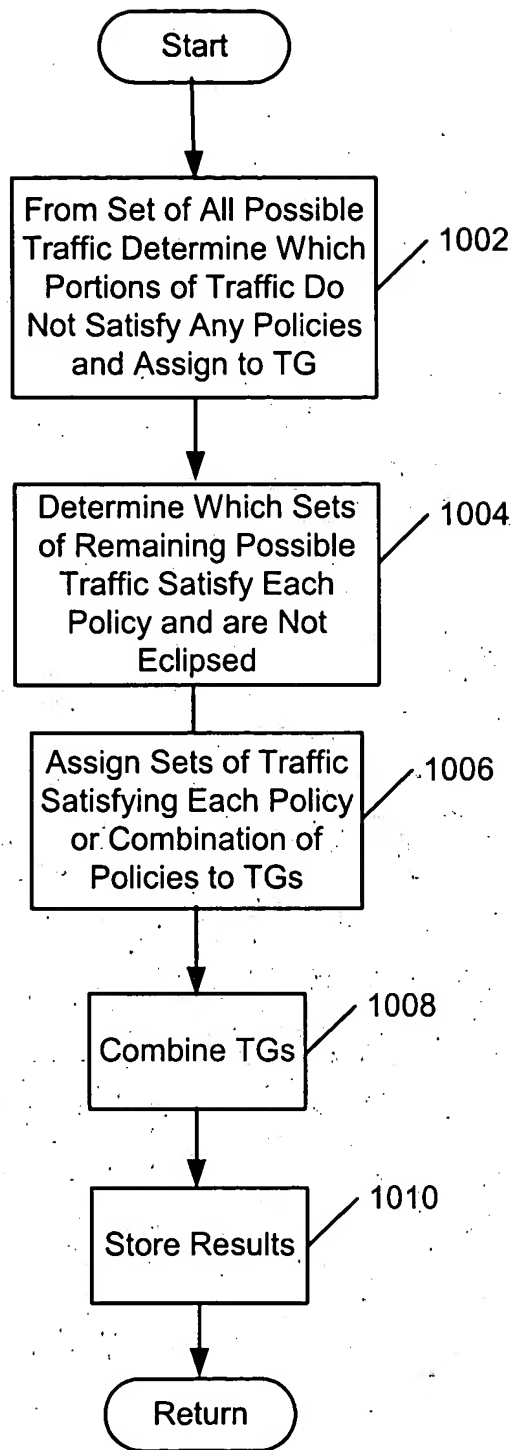 Start
From Set of All Possible
Traffic Determine Which
Portions of Traffic Do
Not Satisfy Any Policies
and Assign to TG
1002
Determine Which Sets
of Remaining Possible
Traffic Satisfy Each
Policy and are Not
Eclipsed
1004
Assign Sets of Traffic
Satisfying Each Policy
or Combination of
Policies to TGs
1006
Combine TGs
1008
Store Results
1010
Return